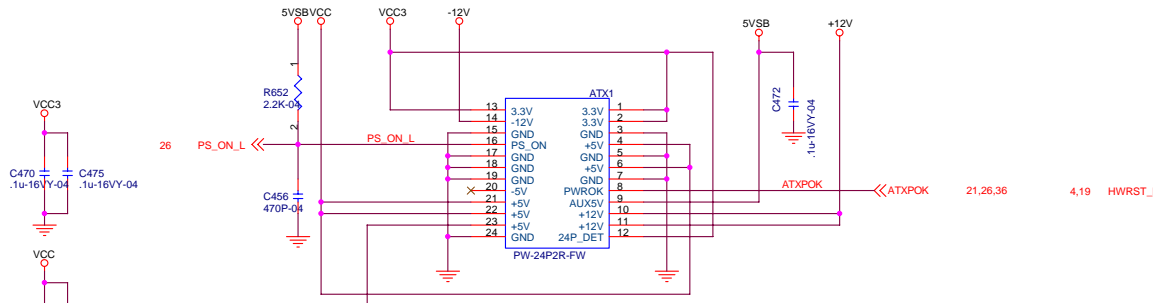 5VSB VCC VCC3 -12V 5VSB +12V
R652
2.2K-04
1
2
ATX1
C472
.1u-16VY-04
VCC3
C470
.1u-16VY-04
C475
.1u-16VY-04
26 PS_ON_L
PS_ON_L
C456
470P-04
13 3.3V 3.3V 1
14 -12V 3.3V 2
15 GND GND 3
16 PS_ON +5V 4
17 GND GND 5
18 GND +5V 6
19 GND GND 7
20 -5V PWROK 8
21 +5V AUX5V 9
22 +5V +12V 10
23 +5V +12V 11
24 GND 24P_DET 12
PW-24P2R-FW
ATXPOK
ATXPOK 21,26,36
4,19 HWRST_
VCC